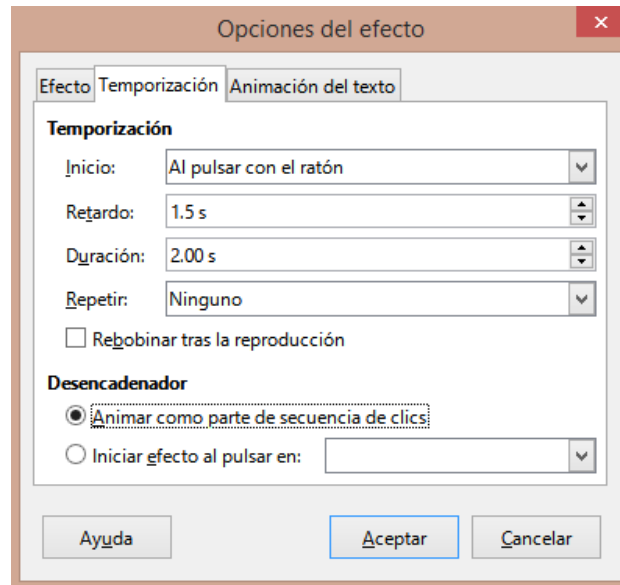 Opciones del efecto
Efecto Temporización Animación del texto
Temporización
Inicio: Al pulsar con el ratón
Retardo: 1.5 s
Duración: 2.00 s
Repetir: Ninguno
Rebobinar tras la reproducción
Desencadenador
Animar como parte de secuencia de clics
Iniciar efecto al pulsar en:
Ayuda Aceptar Cancelar